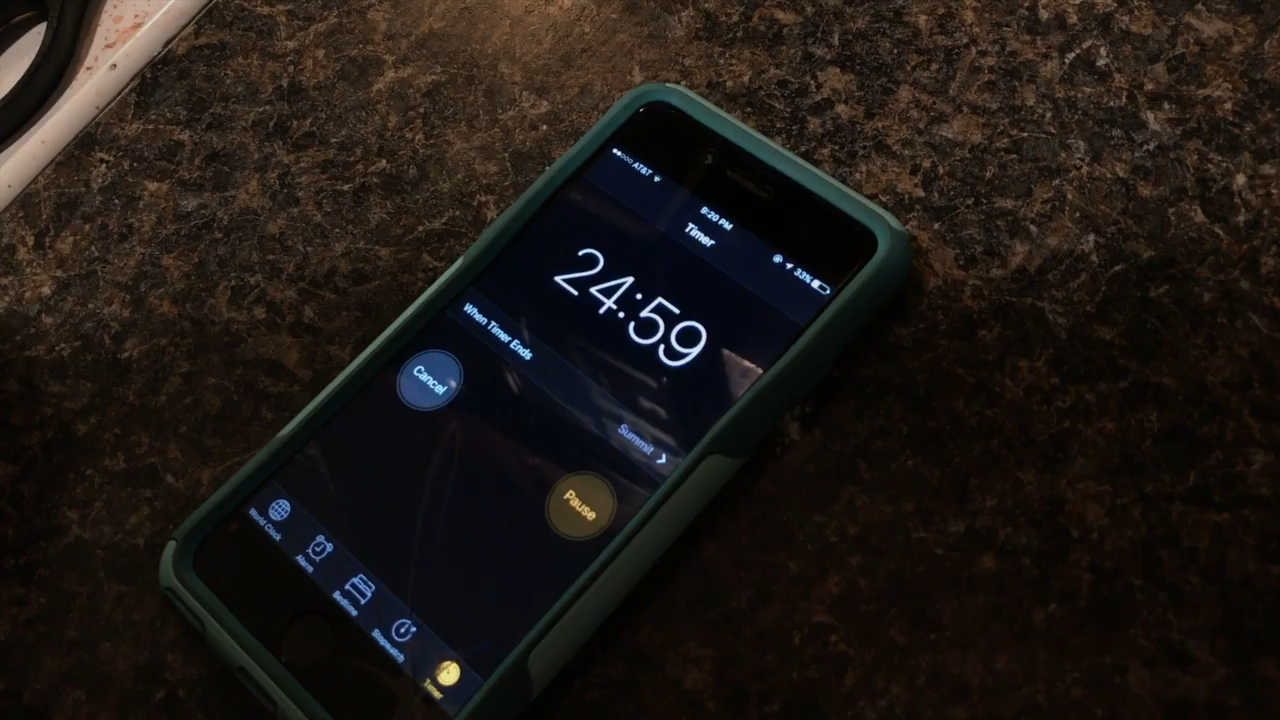 AT&T
9:20 PM
33%
Timer
24:59
When Timer Ends
Summit
Cancel
Pause
World Clock
Alarm
Bedtime
Stopwatch
Timer